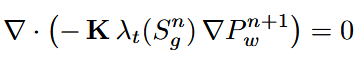 ∇ · (− K λ_t(S_g^n) ∇P_w^{n+1}) = 0